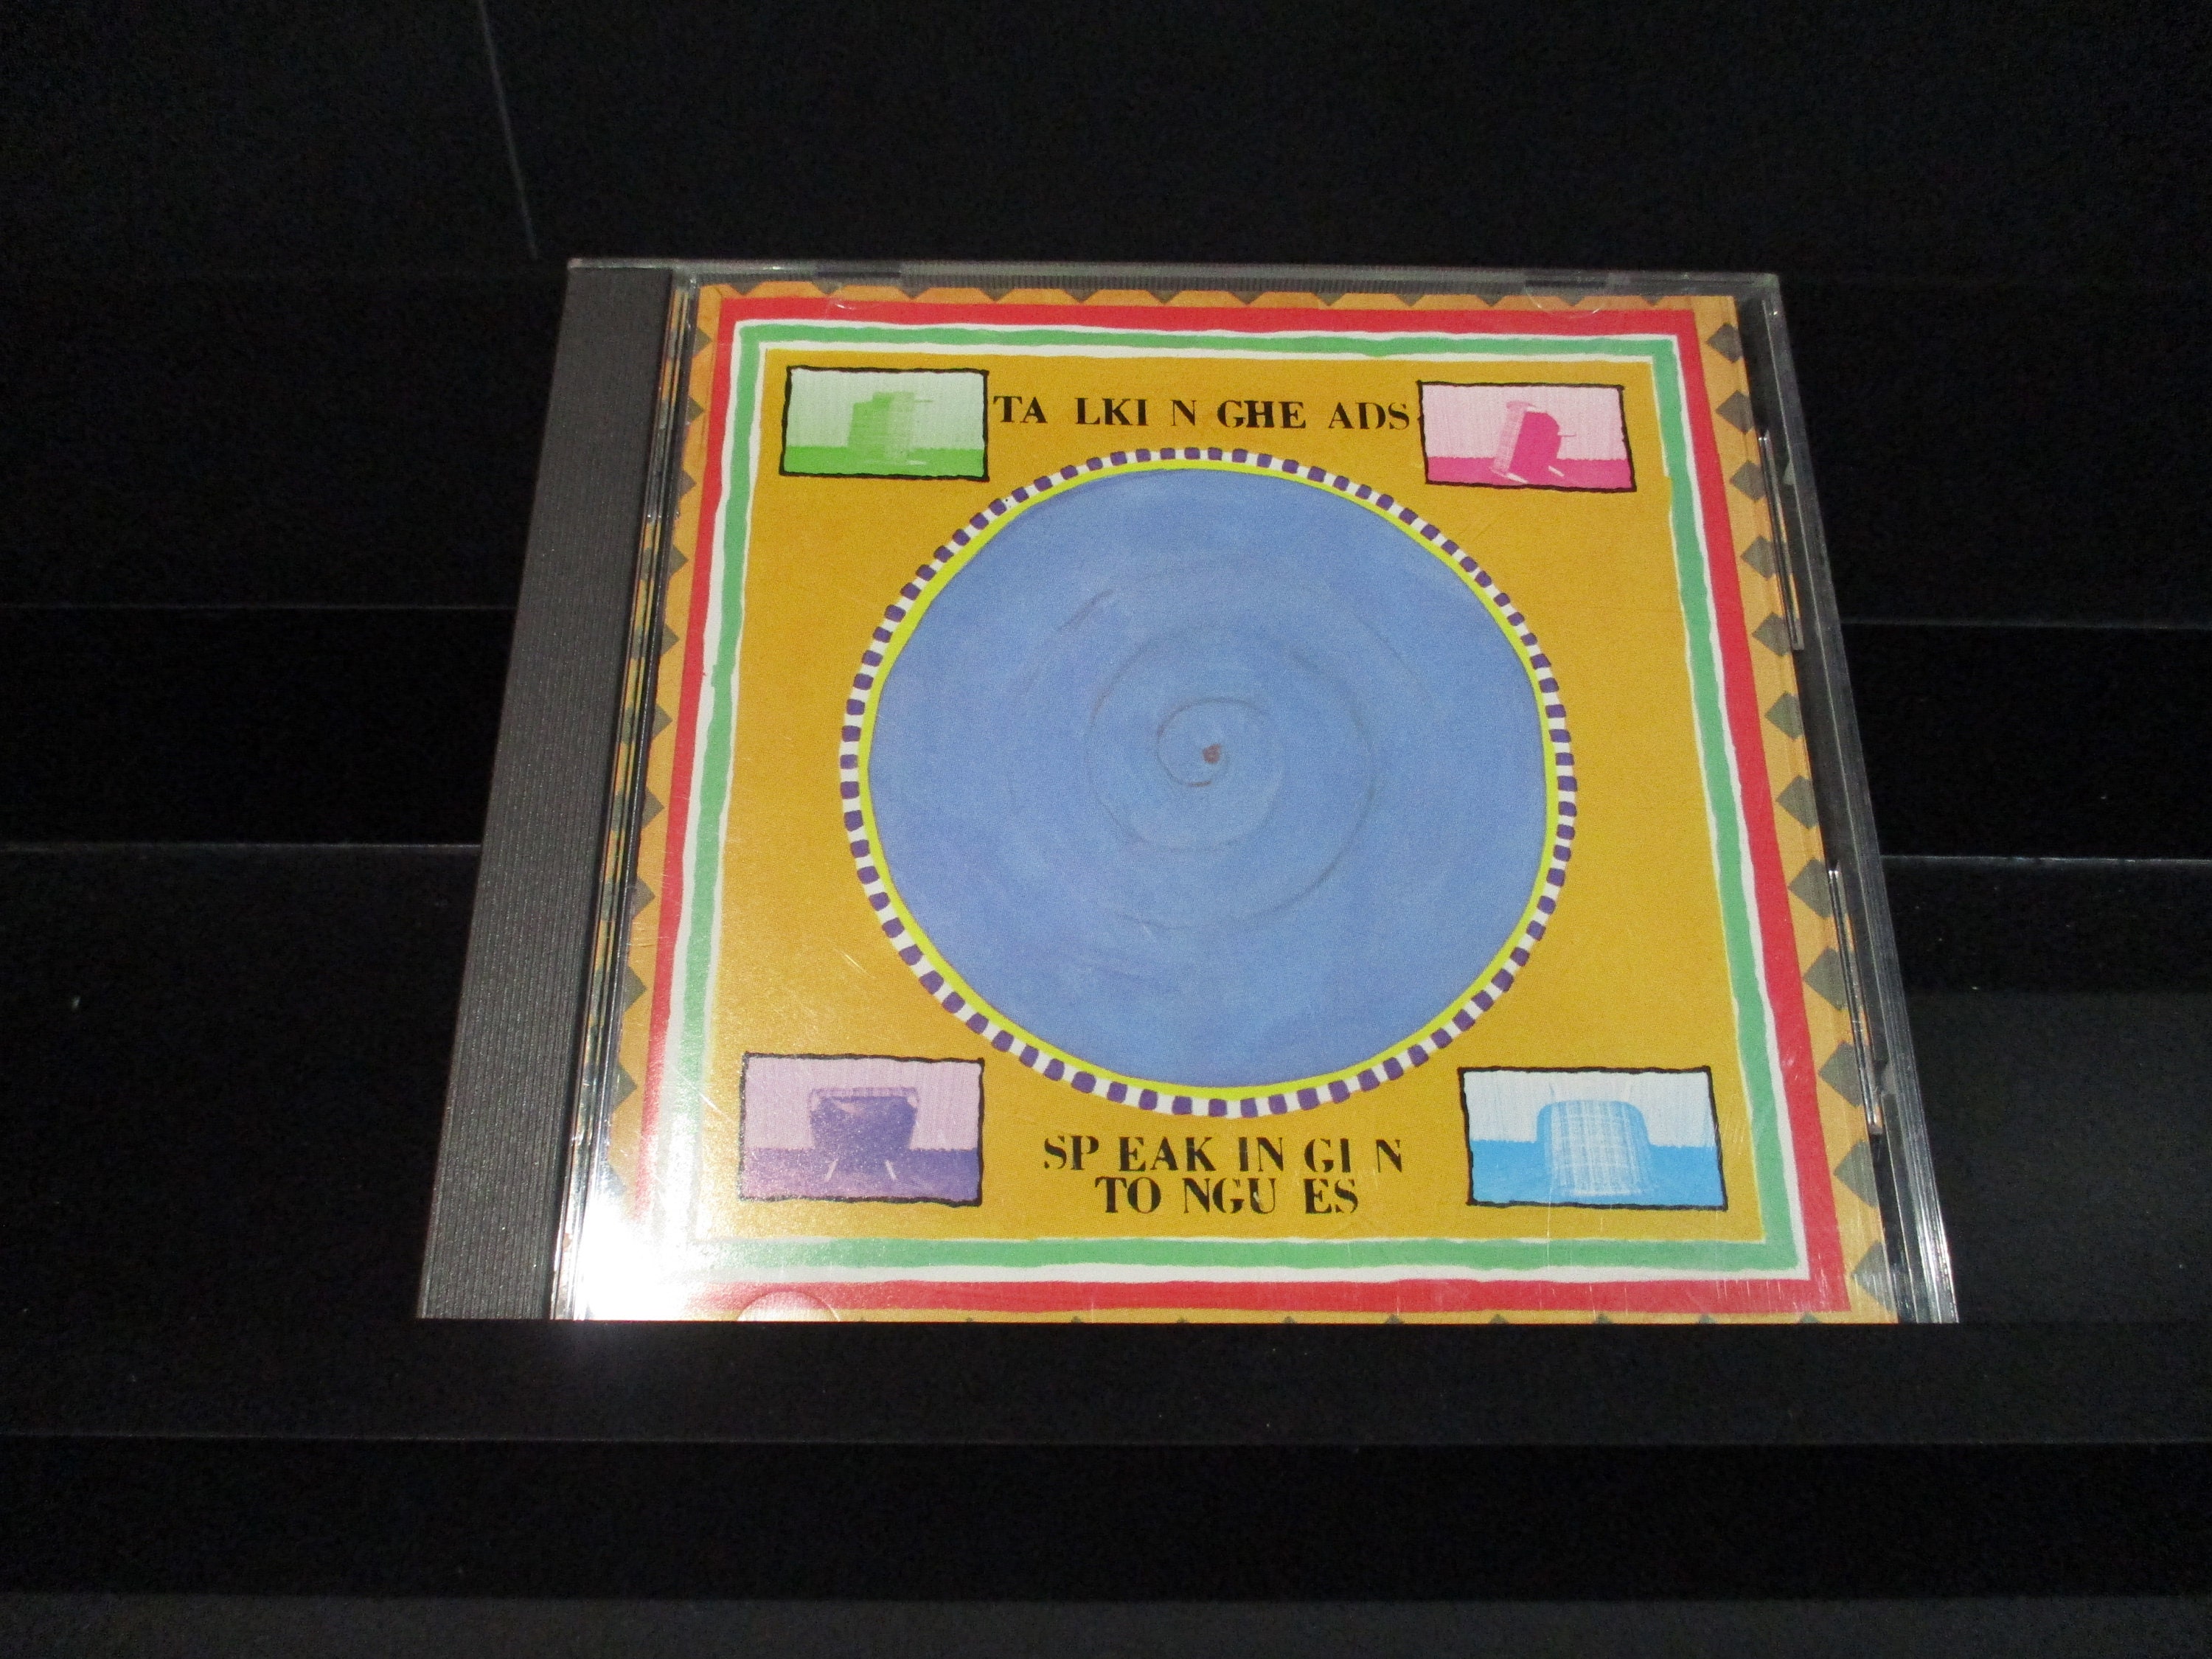 TA LKI N GHE ADS
SP EAK IN GI N
TO NGU ES